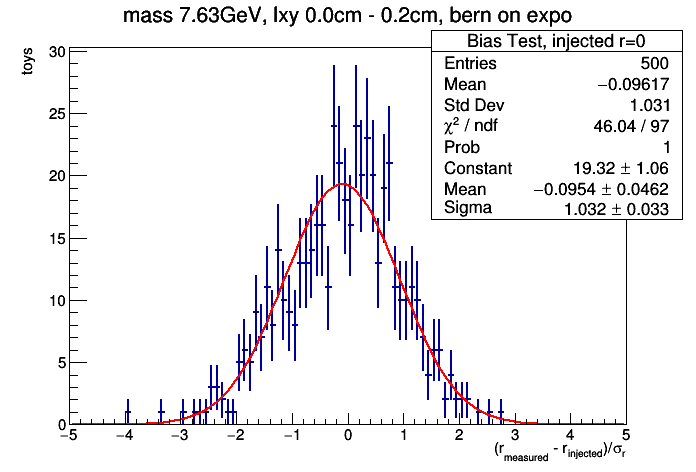 mass 7.63GeV, lxy 0.0cm - 0.2cm, bern on expo
Bias Test, injected r=0
Entries 500
Mean −0.09617
Std Dev 1.031
χ² / ndf 46.04 / 97
Prob 1
Constant 19.32 ± 1.06
Mean −0.0954 ± 0.0462
Sigma 1.032 ± 0.033
toys
30
25
20
15
10
5
0
−5 −4 −3 −2 −1 0 1 2 3 4 5
(r_measured - r_injected)/σ_r